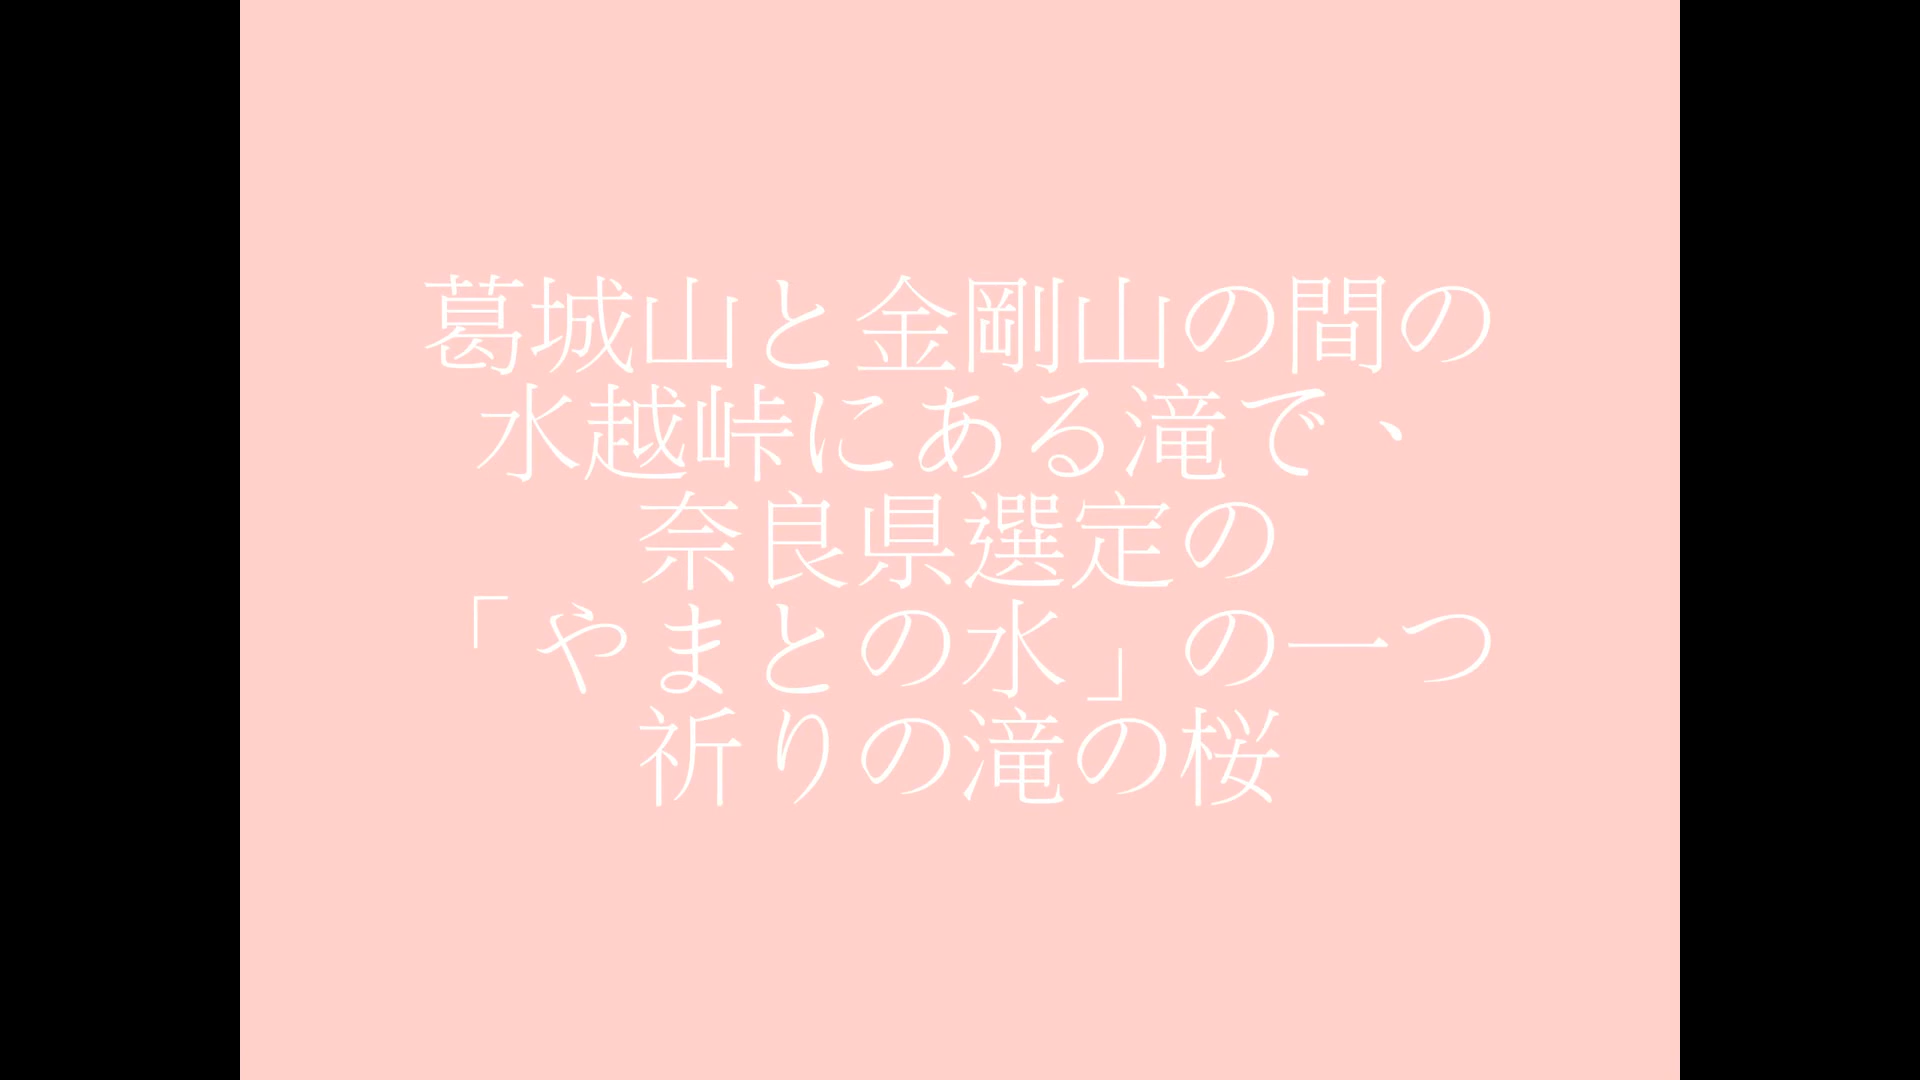 葛城山と金剛山の間の
水越峠にある滝で、
奈良県選定の
「やまとの水」の一つ
祈りの滝の桜